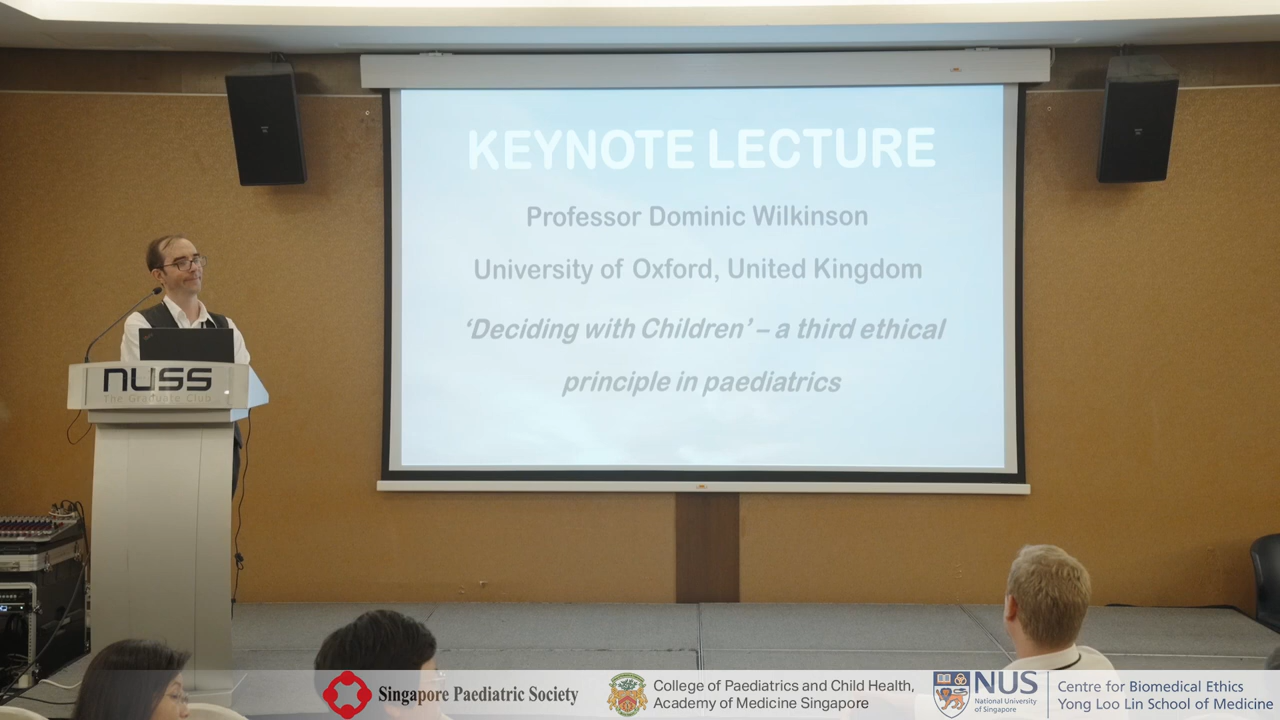 KEYNOTE LECTURE
Professor Dominic Wilkinson
University of Oxford, United Kingdom
‘Deciding with Children’ – a third ethical
principle in paediatrics
NUSS
The Graduate Club
Singapore Paediatric Society
College of Paediatrics and Child Health,
Academy of Medicine Singapore
NUS
National University
of Singapore
Centre for Biomedical Ethics
Yong Loo Lin School of Medicine